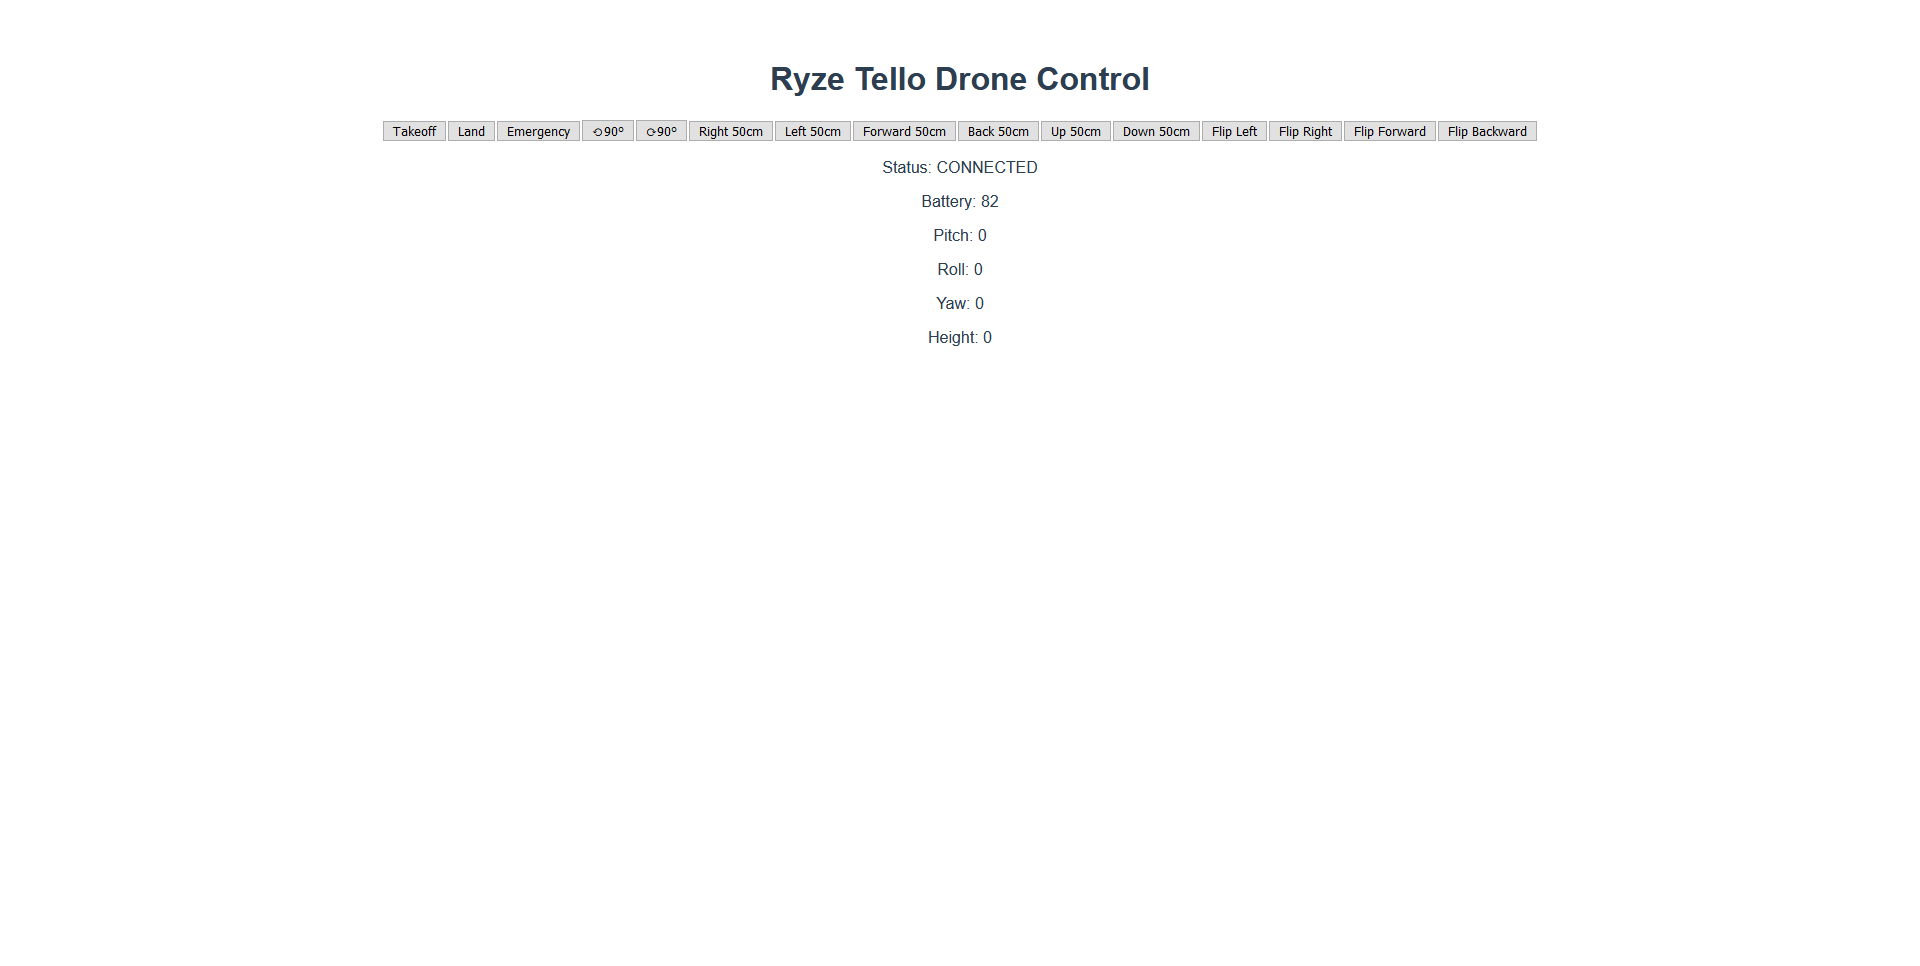 Ryze Tello Drone Control
Takeoff Land Emergency ⟲90º ⟳90º Right 50cm Left 50cm Forward 50cm Back 50cm Up 50cm Down 50cm Flip Left Flip Right Flip Forward Flip Backward
Status: CONNECTED
Battery: 82
Pitch: 0
Roll: 0
Yaw: 0
Height: 0